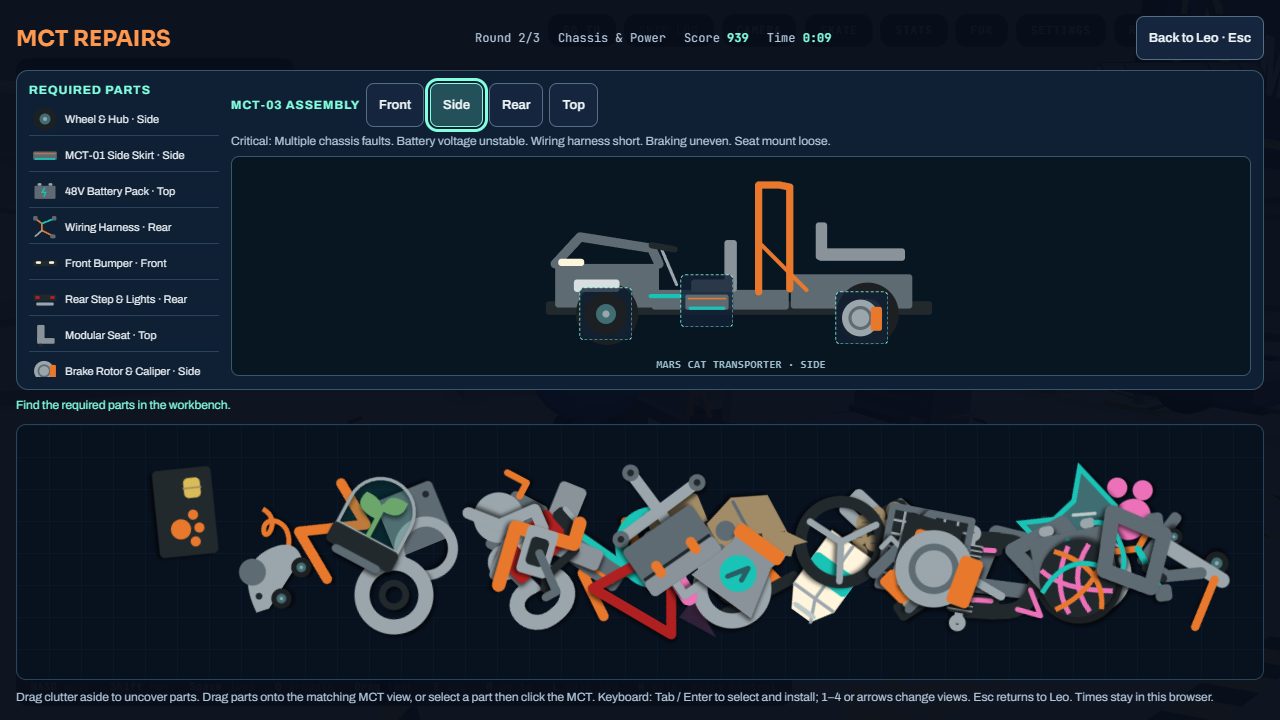 MCT REPAIRS
Round 2/3 Chassis & Power Score 939 Time 0:09
Back to Leo · Esc
REQUIRED PARTS
Wheel & Hub · Side
MCT-01 Side Skirt · Side
48V Battery Pack · Top
Wiring Harness · Rear
Front Bumper · Front
Rear Step & Lights · Rear
Modular Seat · Top
Brake Rotor & Caliper · Side
MCT-03 ASSEMBLY
Front
Side
Rear
Top
Critical: Multiple chassis faults. Battery voltage unstable. Wiring harness short. Braking uneven. Seat mount loose.
MARS CAT TRANSPORTER · SIDE
Find the required parts in the workbench.
Drag clutter aside to uncover parts. Drag parts onto the matching MCT view, or select a part then click the MCT. Keyboard: Tab / Enter to select and install; 1–4 or arrows change views. Esc returns to Leo. Times stay in this browser.